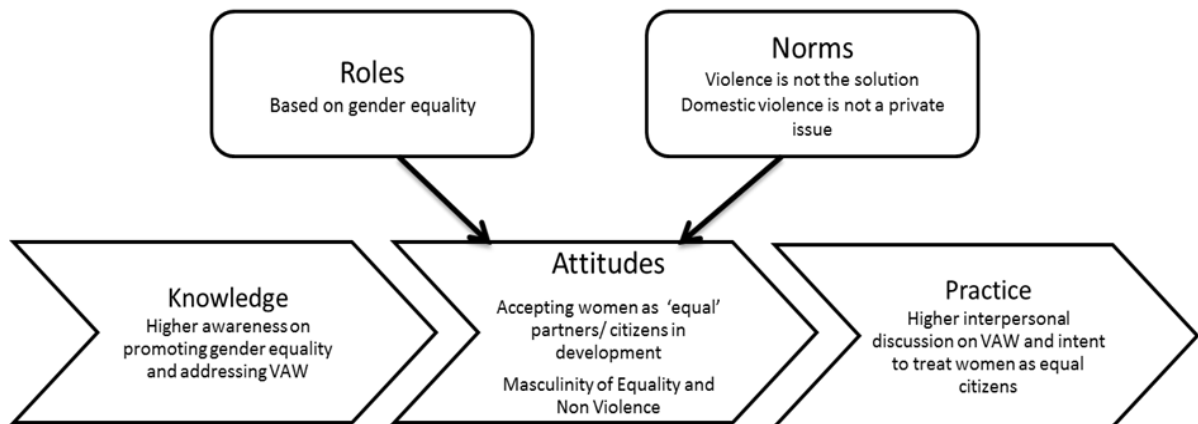 Roles
Based on gender equality
Norms
Violence is not the solution
Domestic violence is not a private
issue
Knowledge
Higher awareness on
promoting gender equality
and addressing VAW
Attitudes
Accepting women as ‘equal’
partners/ citizens in
development
Masculinity of Equality and
Non Violence
Practice
Higher interpersonal
discussion on VAW and intent
to treat women as equal
citizens